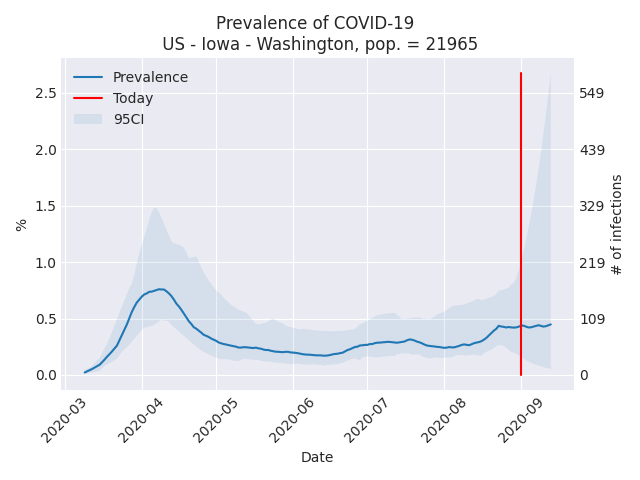 Prevalence of COVID-19
US - Iowa - Washington, pop. = 21965
Prevalence
Today
95CI
2.5
2.0
1.5
1.0
0.5
0.0
%
549
439
329
219
109
0
# of infections
2020-03
2020-04
2020-05
2020-06
2020-07
2020-08
2020-09
Date